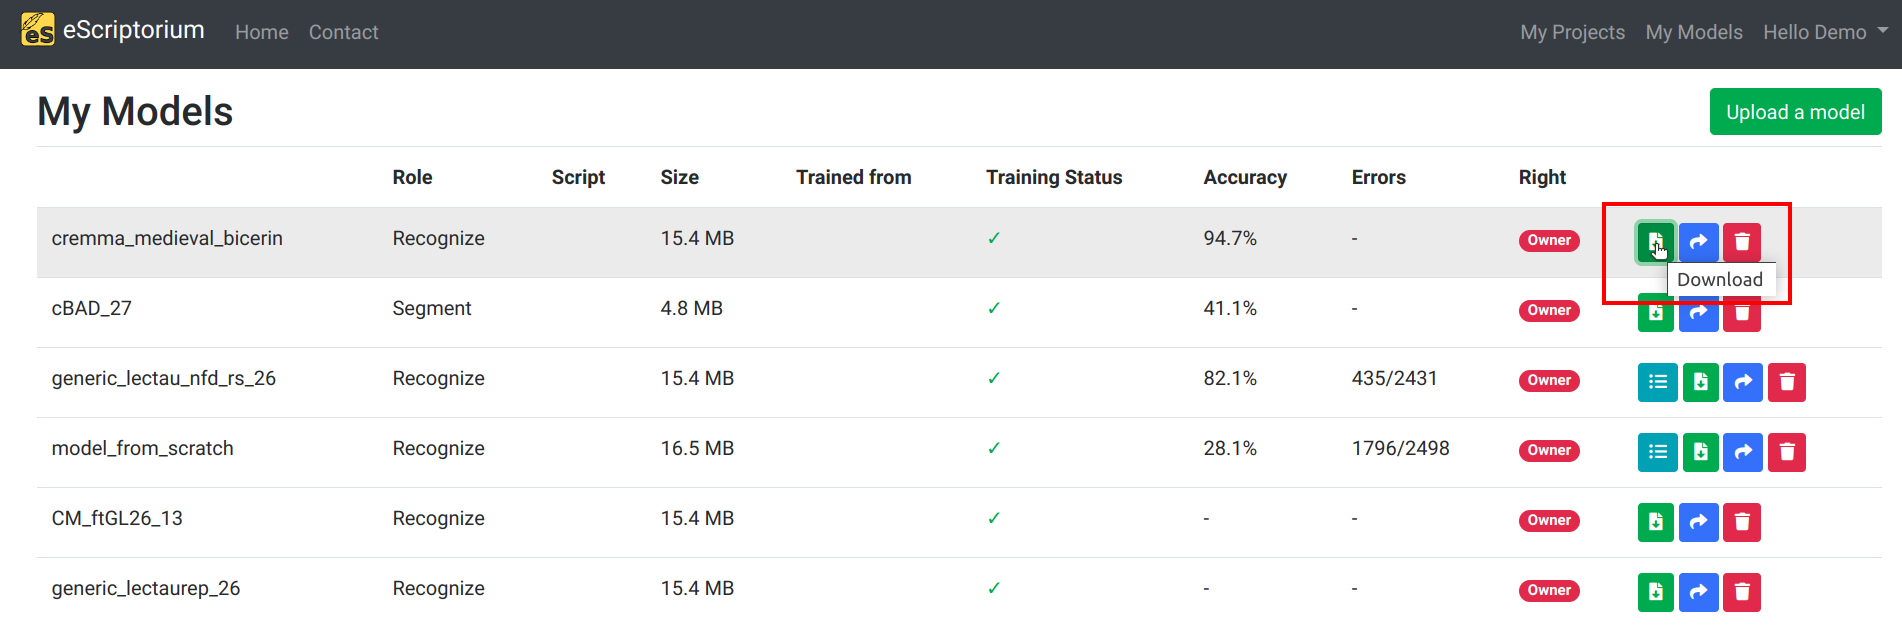 eS eScriptorium Home Contact My Projects My Models Hello Demo
My Models Upload a model
Role Script Size Trained from Training Status Accuracy Errors Right
cremma_medieval_bicerin Recognize 15.4 MB ✓ 94.7% - Owner
Download
cBAD_27 Segment 4.8 MB ✓ 41.1% - Owner
generic_lectau_nfd_rs_26 Recognize 15.4 MB ✓ 82.1% 435/2431 Owner
model_from_scratch Recognize 16.5 MB ✓ 28.1% 1796/2498 Owner
CM_ftGL26_13 Recognize 15.4 MB ✓ - - Owner
generic_lectaurep_26 Recognize 15.4 MB ✓ - - Owner